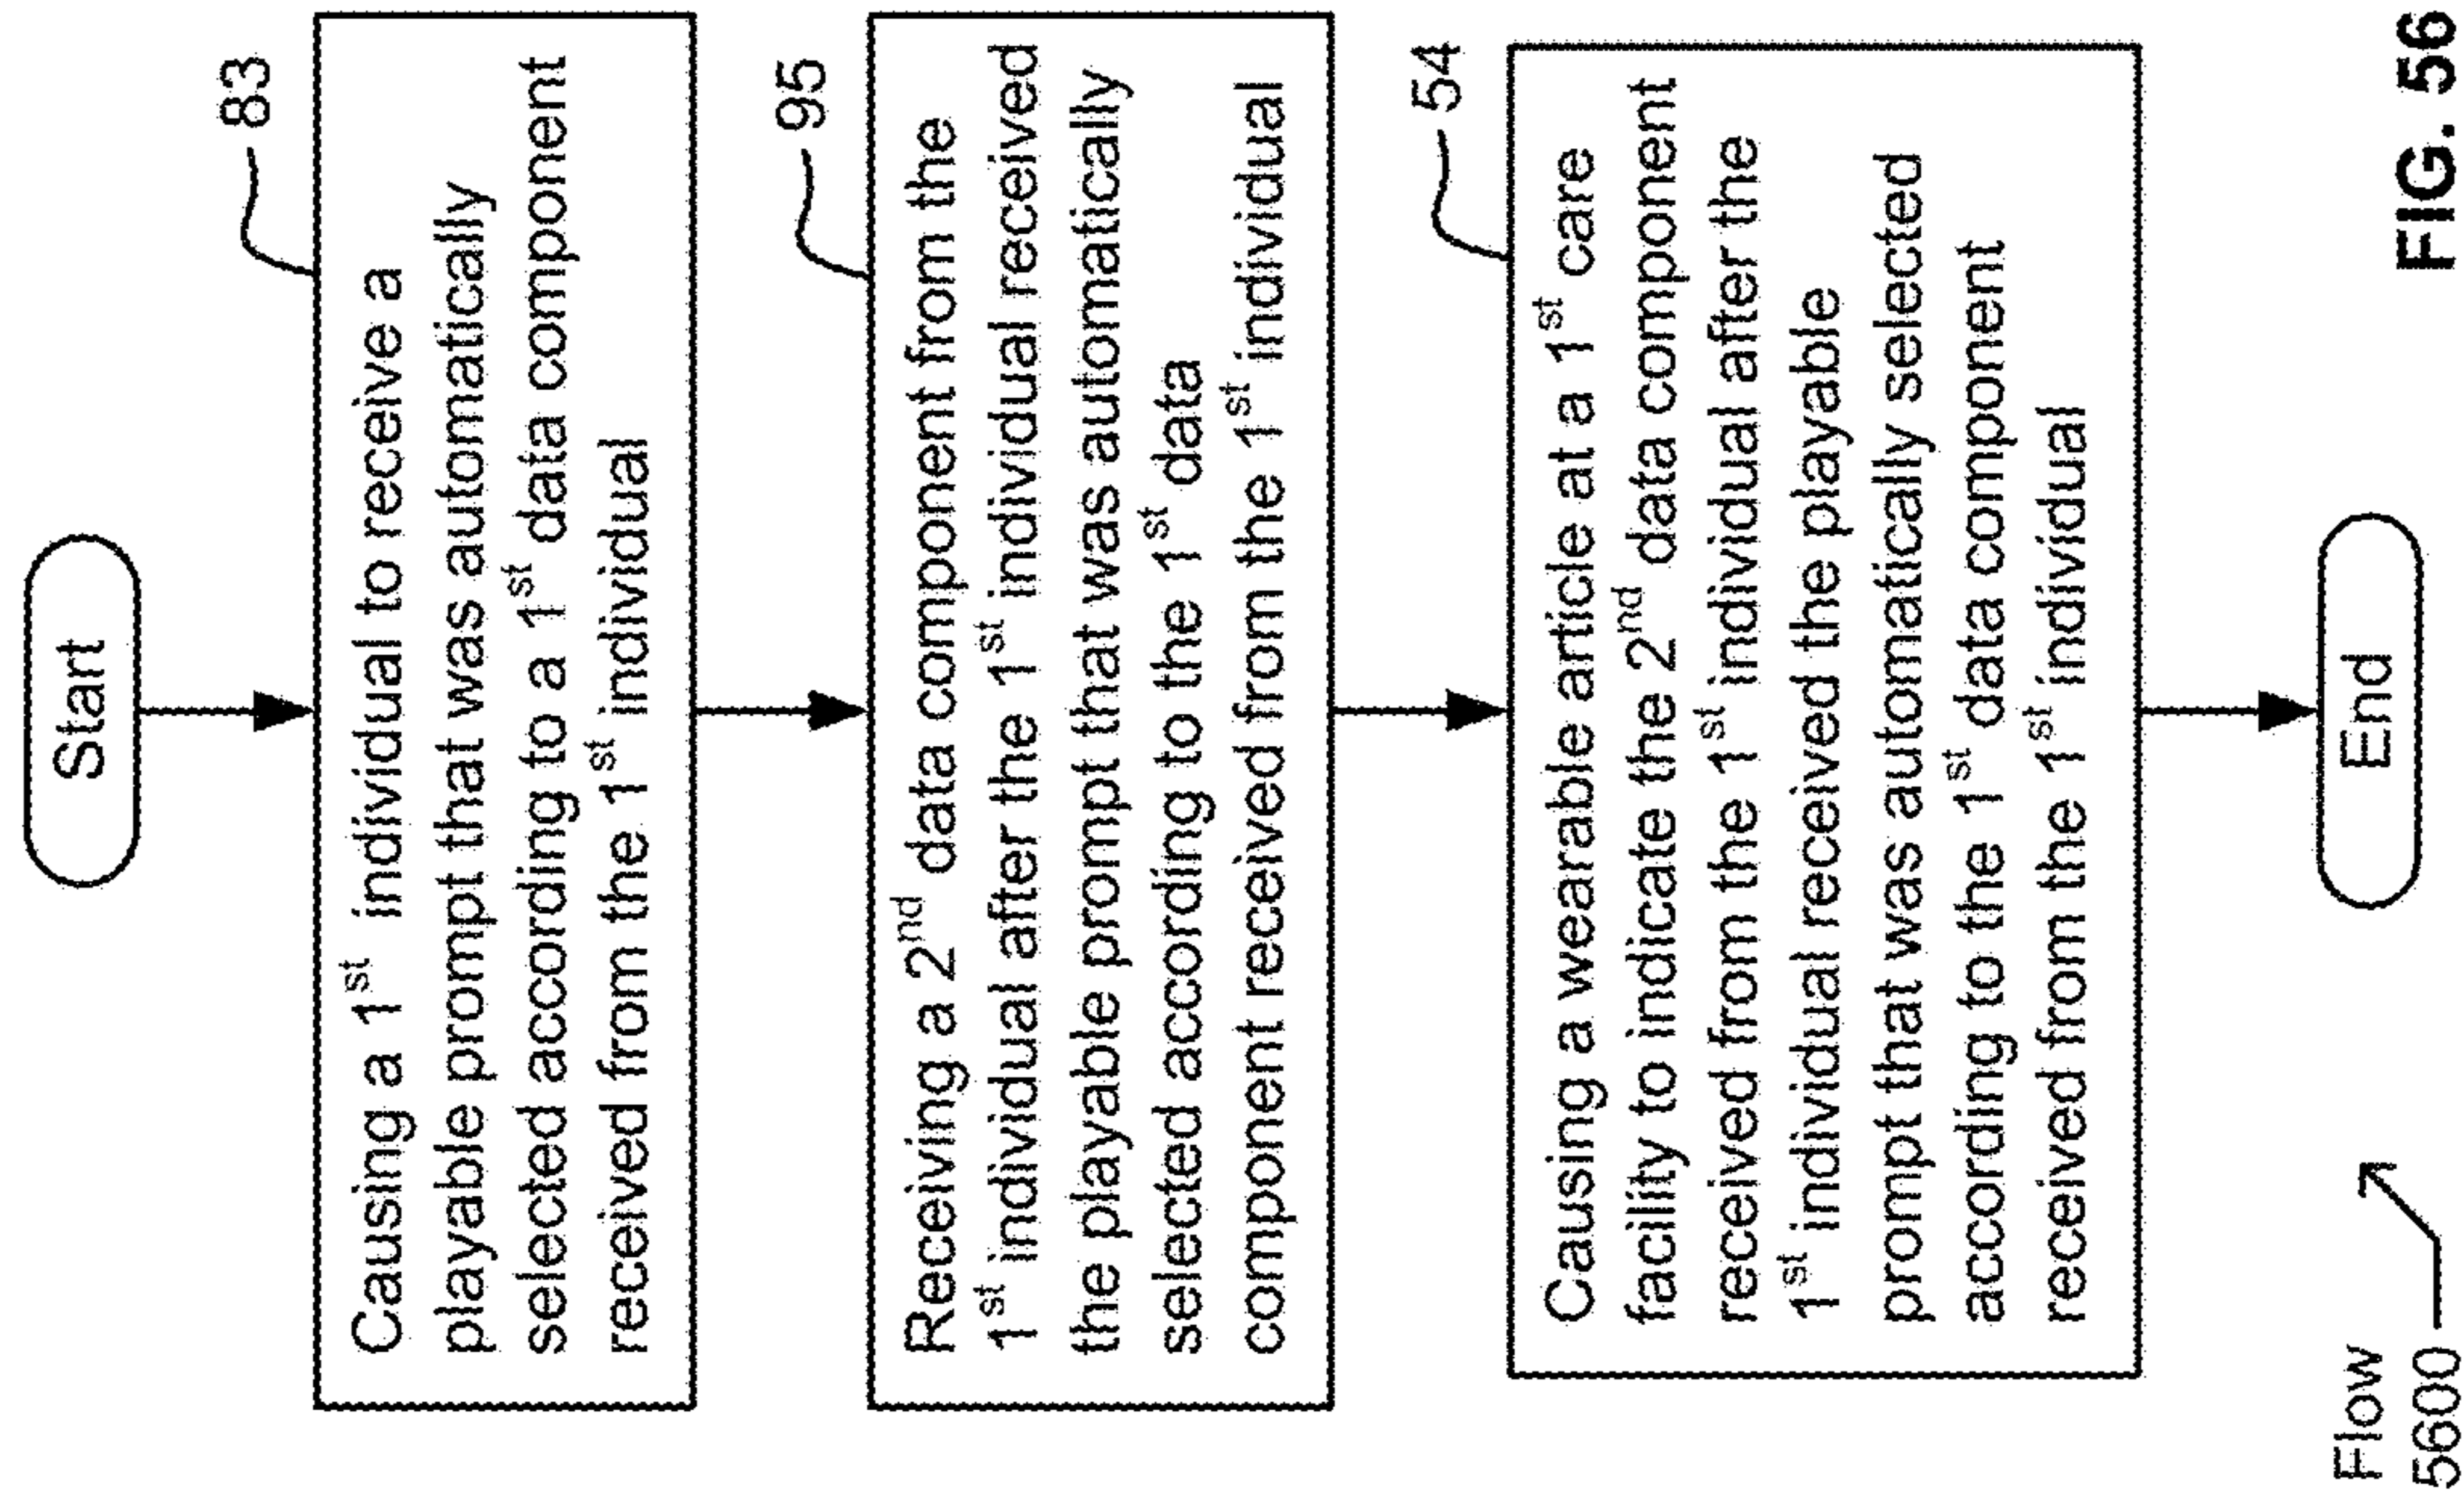 Start
83
Causing a 1st individual to receive a
playable prompt that was automatically
selected according to a 1st data component
received from the 1st individual
95
Receiving a 2nd data component from the
1st individual after the 1st individual received
the playable prompt that was automatically
selected according to the 1st data
component received from the 1st individual
54
Causing a wearable article at a 1st care
facility to indicate the 2nd data component
received from the 1st individual after the
1st individual received the playable
prompt that was automatically selected
according to the 1st data component
received from the 1st individual
End
Flow
5600
FIG. 56